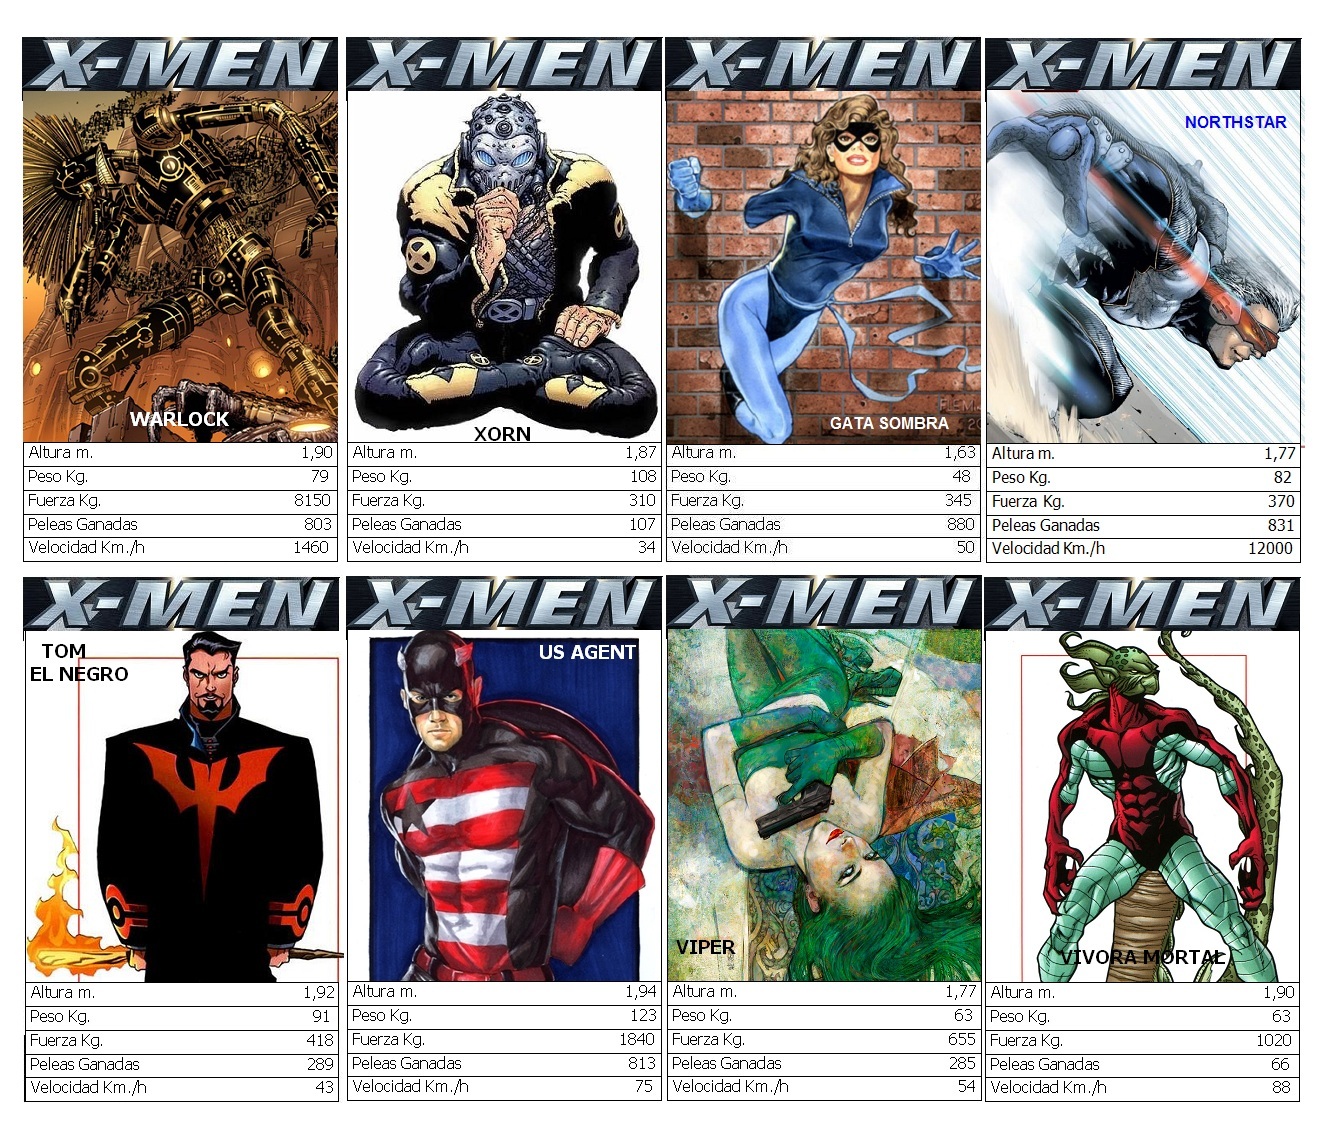 X-MEN
WARLOCK
Altura m. 1,90
Peso Kg. 79
Fuerza Kg. 8150
Peleas Ganadas 803
Velocidad Km./h 1460
X-MEN
XORN
Altura m. 1,87
Peso Kg. 108
Fuerza Kg. 310
Peleas Ganadas 107
Velocidad Km./h 34
X-MEN
GATA SOMBRA
Altura m. 1,63
Peso Kg. 48
Fuerza Kg. 345
Peleas Ganadas 880
Velocidad Km./h 50
X-MEN
NORTHSTAR
Altura m. 1,77
Peso Kg. 82
Fuerza Kg. 370
Peleas Ganadas 831
Velocidad Km./h 12000
X-MEN
TOM
EL NEGRO
Altura m. 1,92
Peso Kg. 91
Fuerza Kg. 418
Peleas Ganadas 289
Velocidad Km./h 43
X-MEN
US AGENT
Altura m. 1,94
Peso Kg. 123
Fuerza Kg. 1840
Peleas Ganadas 813
Velocidad Km./h 75
X-MEN
VIPER
Altura m. 1,77
Peso Kg. 63
Fuerza Kg. 655
Peleas Ganadas 285
Velocidad Km./h 54
X-MEN
VIVORA MORTAL
Altura m. 1,90
Peso Kg. 63
Fuerza Kg. 1020
Peleas Ganadas 66
Velocidad Km./h 88